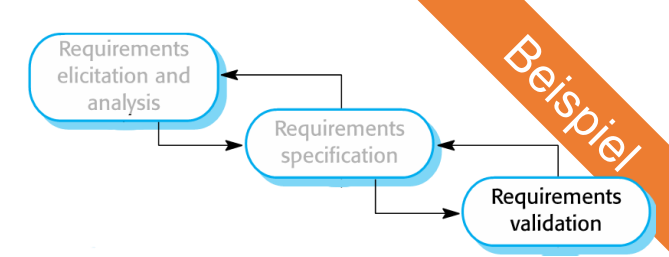 Requirements
elicitation and
analysis
Requirements
specification
Beispiel
Requirements
validation